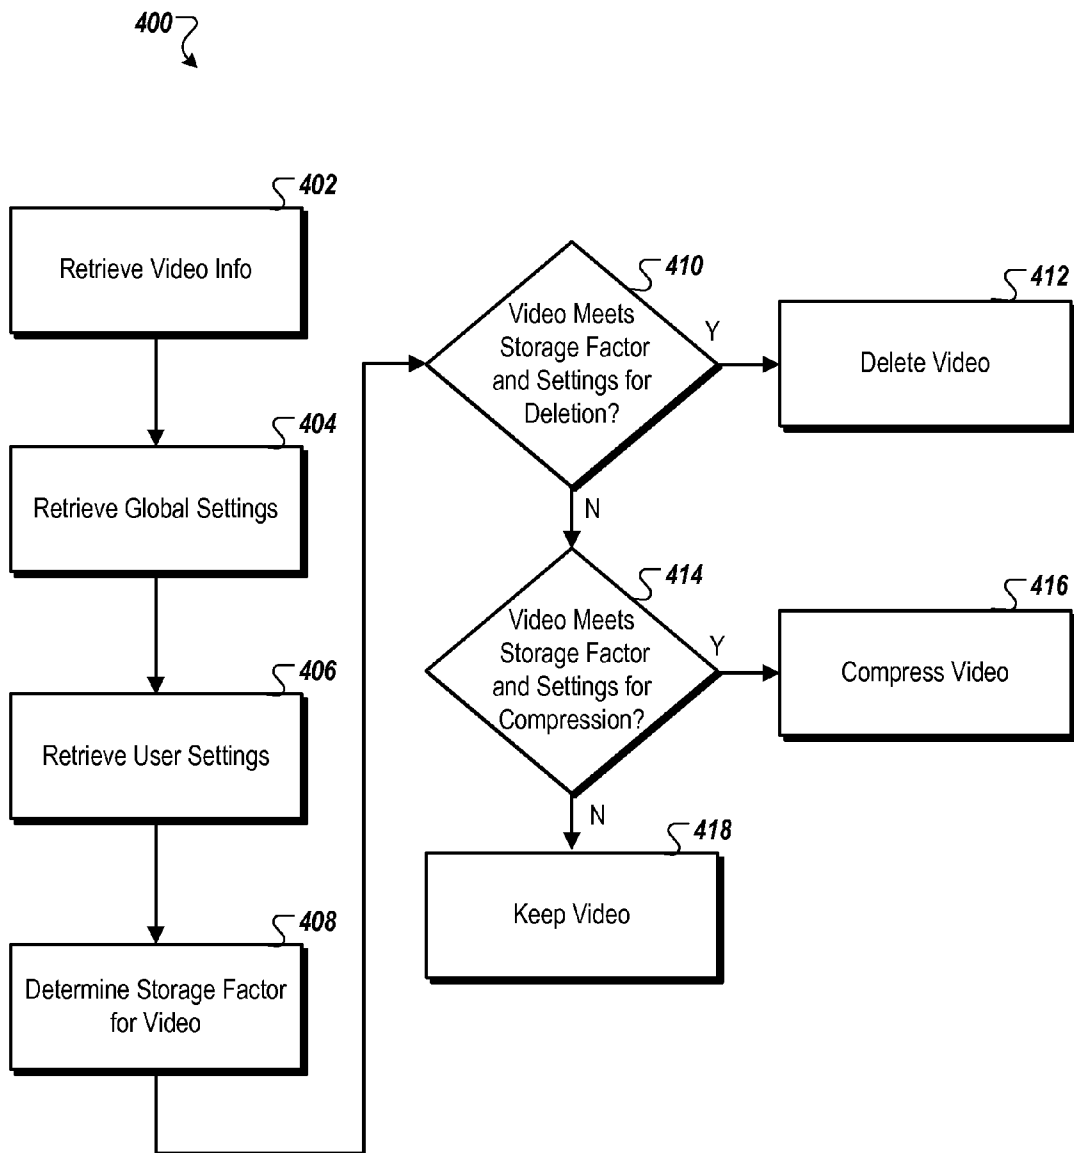 400
402
Retrieve Video Info
404
Retrieve Global Settings
406
Retrieve User Settings
408
Determine Storage Factor
for Video
410
Video Meets
Storage Factor
and Settings for
Deletion?
Y
N
412
Delete Video
414
Video Meets
Storage Factor
and Settings for
Compression?
Y
N
416
Compress Video
418
Keep Video